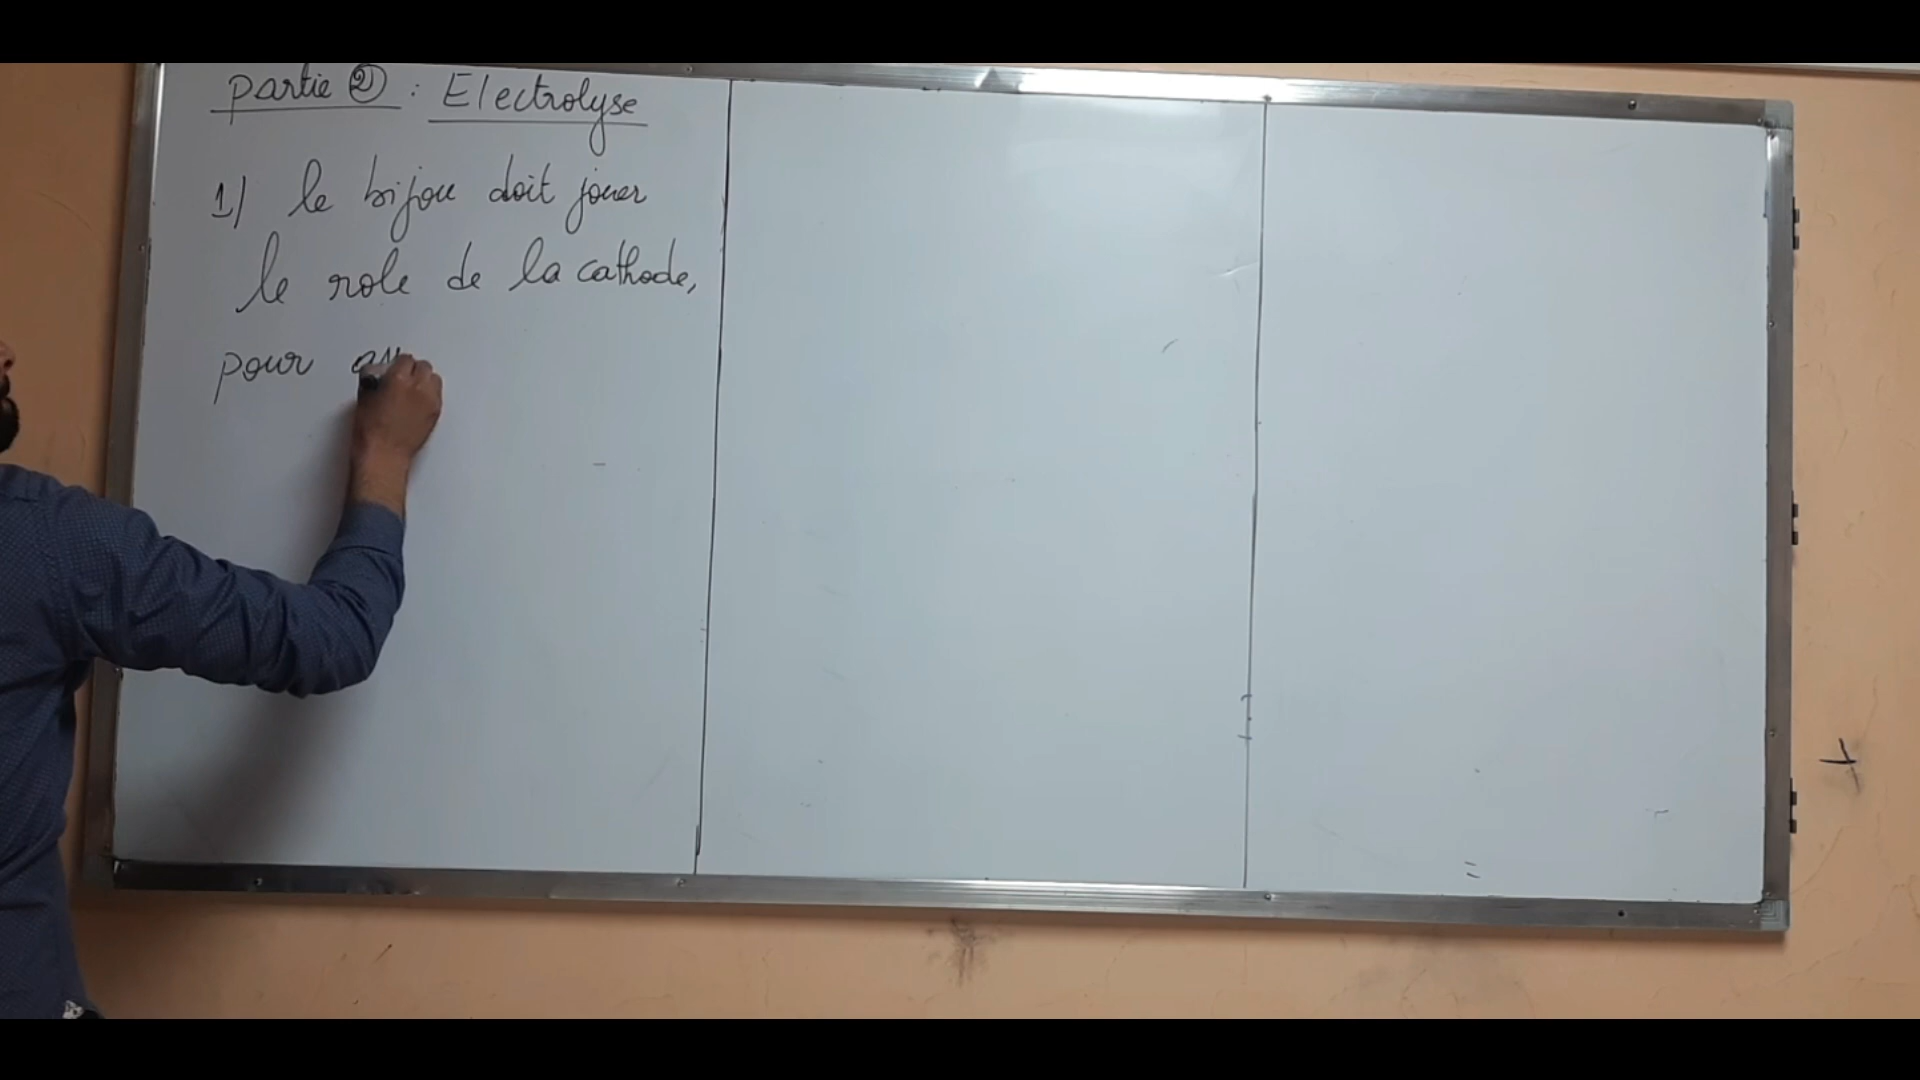 Partie ② : Electrolyse
1) le bijou doit jouer
le role de la cathode,
pour